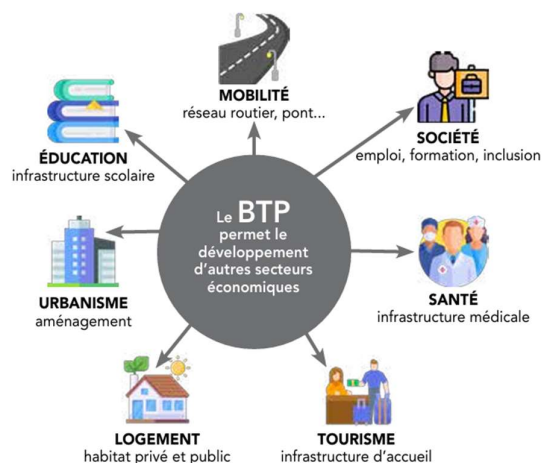 MOBILITÉ
réseau routier, pont...
ÉDUCATION
infrastructure scolaire
SOCIÉTÉ
emploi, formation, inclusion
Le BTP
permet le
développement
d'autres secteurs
économiques
URBANISME
aménagement
SANTÉ
infrastructure médicale
LOGEMENT
habitat privé et public
TOURISME
infrastructure d'accueil